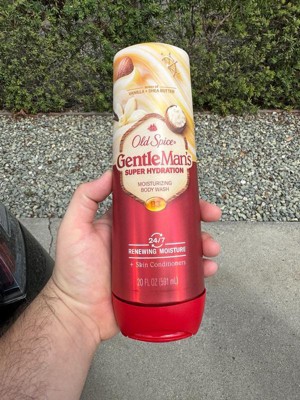 VANILLA + SHEA BUTTER
Old Spice
GentleMan's
SUPER HYDRATION
MOISTURIZING
BODY WASH
24/7
RENEWING MOISTURE
+ Skin Conditioners
20 FL OZ (591 mL)